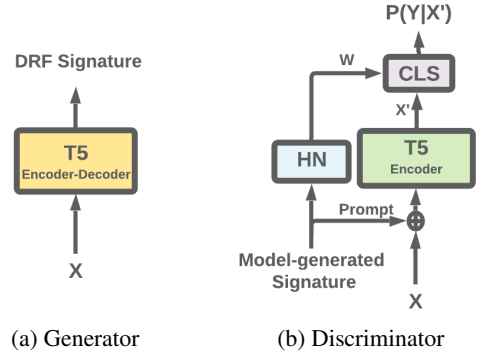 DRF Signature
T5
Encoder-Decoder
X
(a) Generator
P(Y|X')
W
CLS
X'
HN
T5
Encoder
Prompt
Model-generated
Signature
X
(b) Discriminator